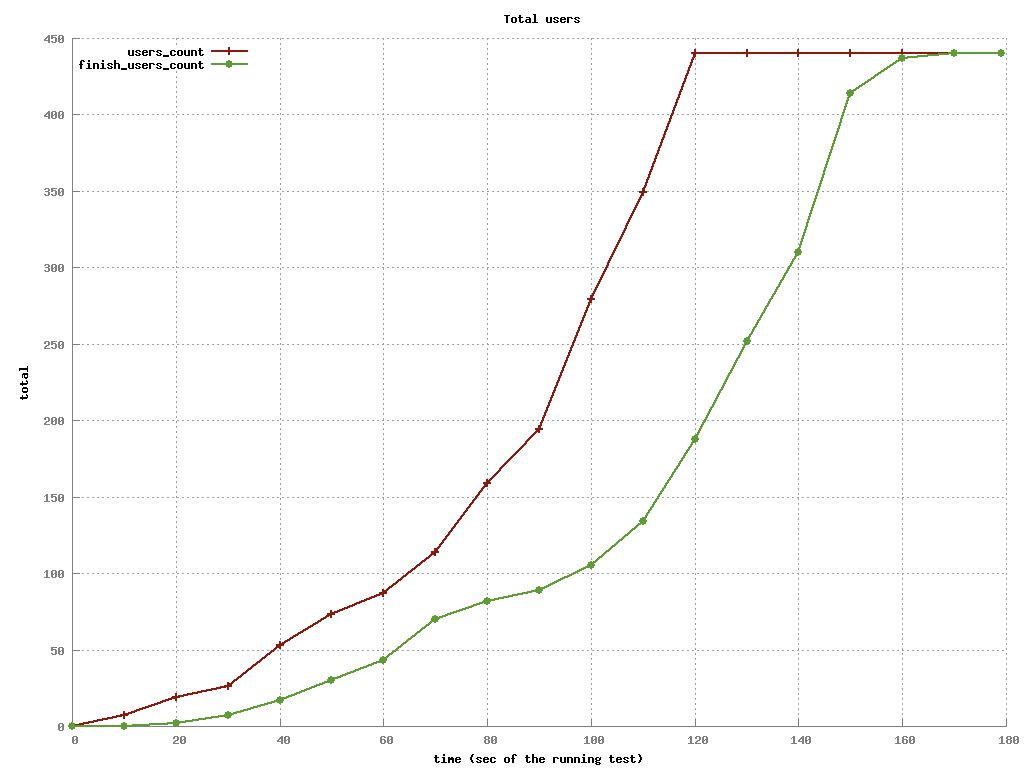 Total users
users_count
finish_users_count
450
400
350
300
250
200
150
100
50
0
total
0 20 40 60 80 100 120 140 160 180
time (sec of the running test)